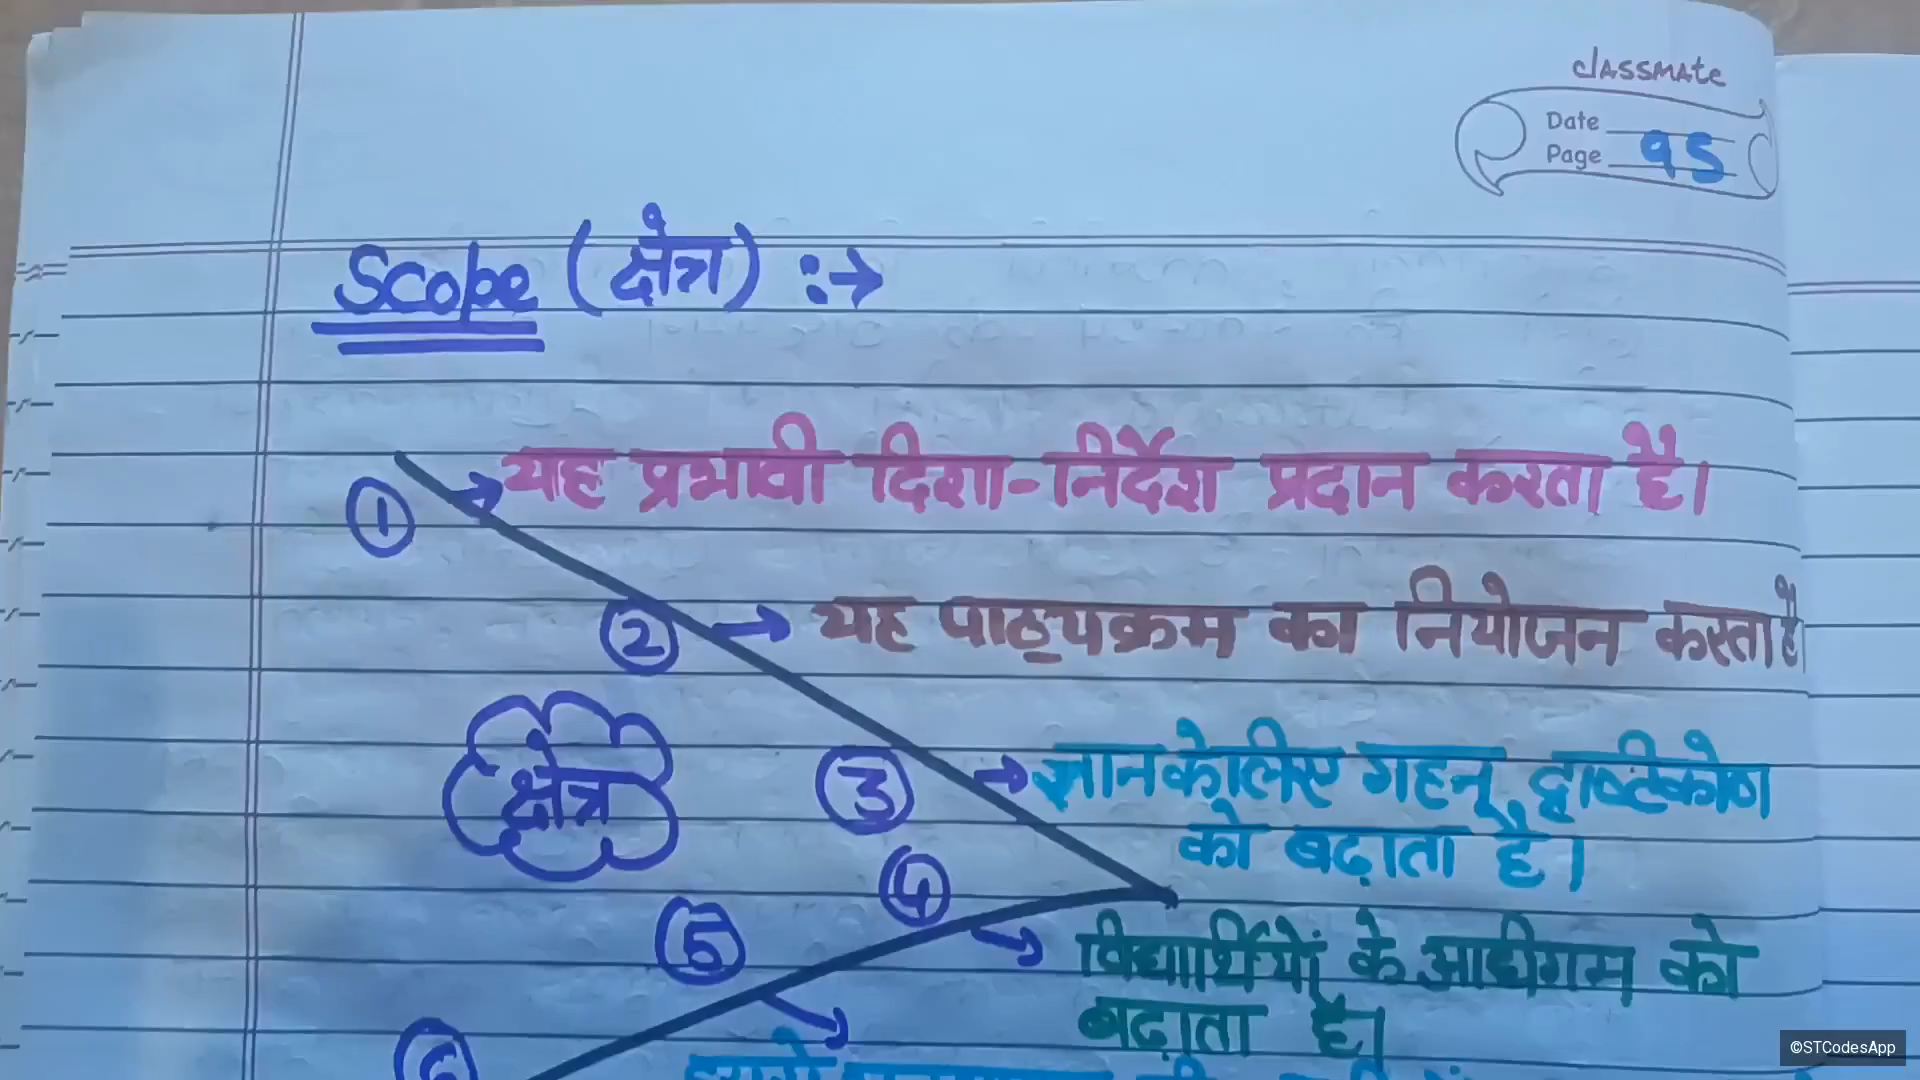 classmate
Date
Page 95
Scope (क्षेत्र) :→
① → यह प्रभावी दिशा-निर्देश प्रदान करता है।
② → यह पाठ्यक्रम का नियोजन करता है।
क्षेत्र
③ → ज्ञान के लिए गहन दृष्टिकोण
को बढ़ाता है।
④ → विद्यार्थियों के अधिगम को
बढ़ाता है।
⑤
⑥
©STCodesApp